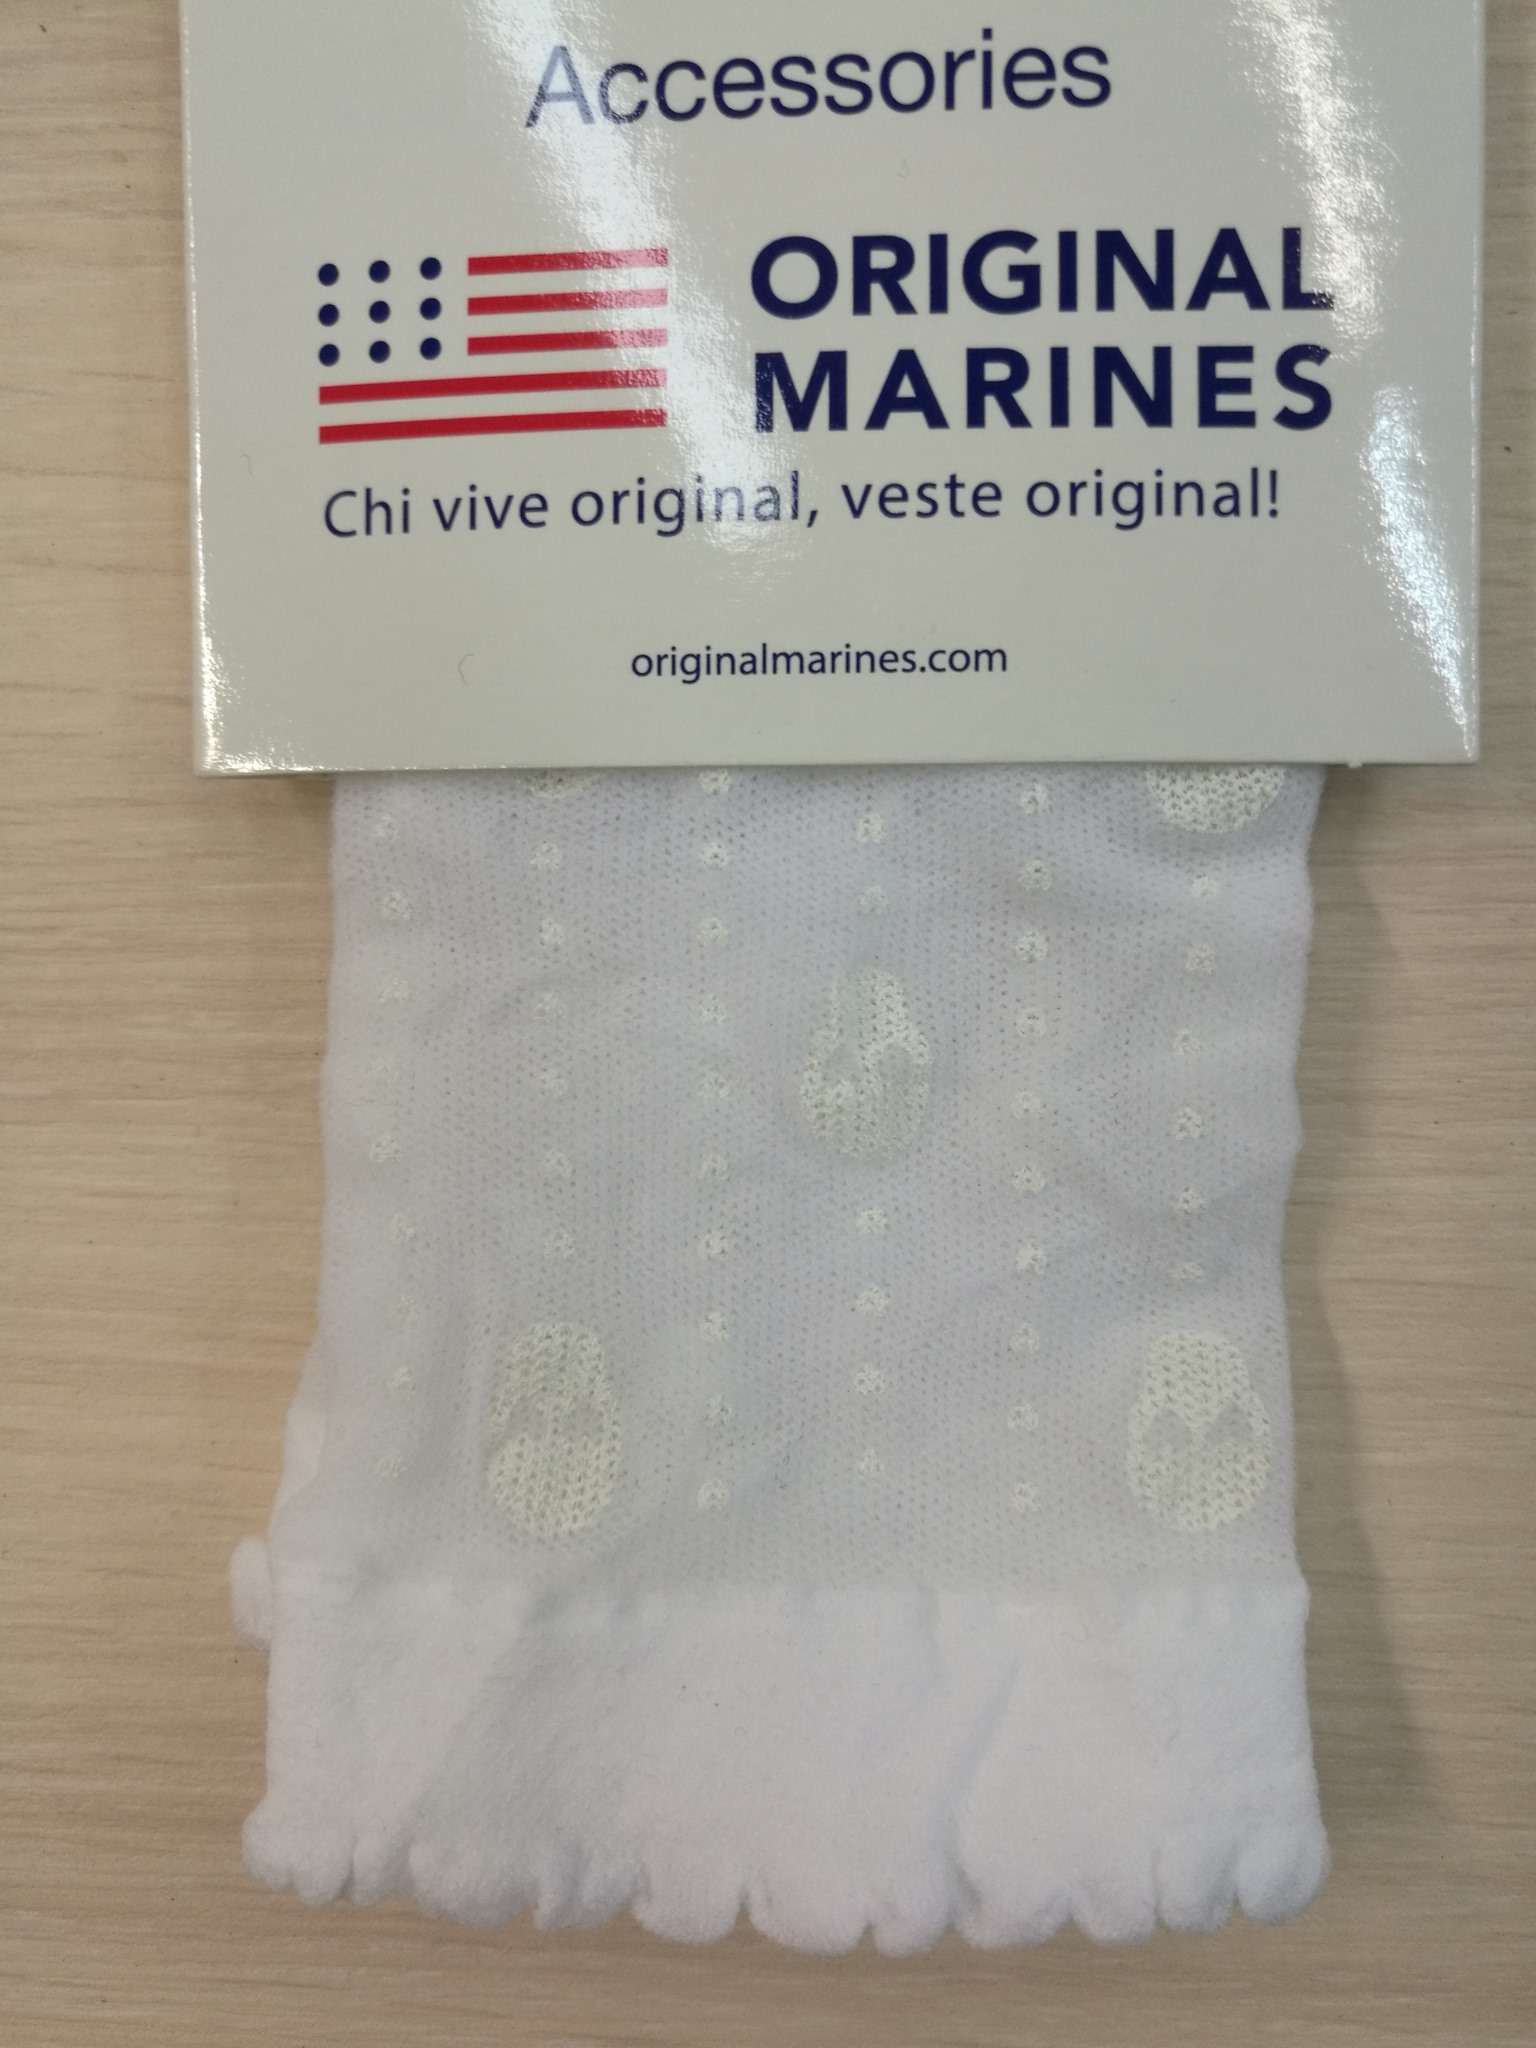 Accessories
ORIGINAL
MARINES
Chi vive original, veste original!
originalmarines.com